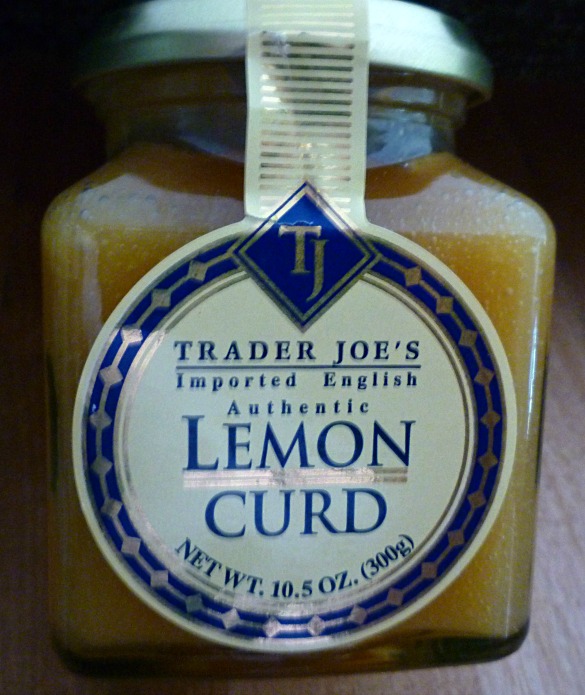 TJ
TRADER JOE'S
Imported English
Authentic
LEMON
CURD
NET WT. 10.5 OZ. (300g)